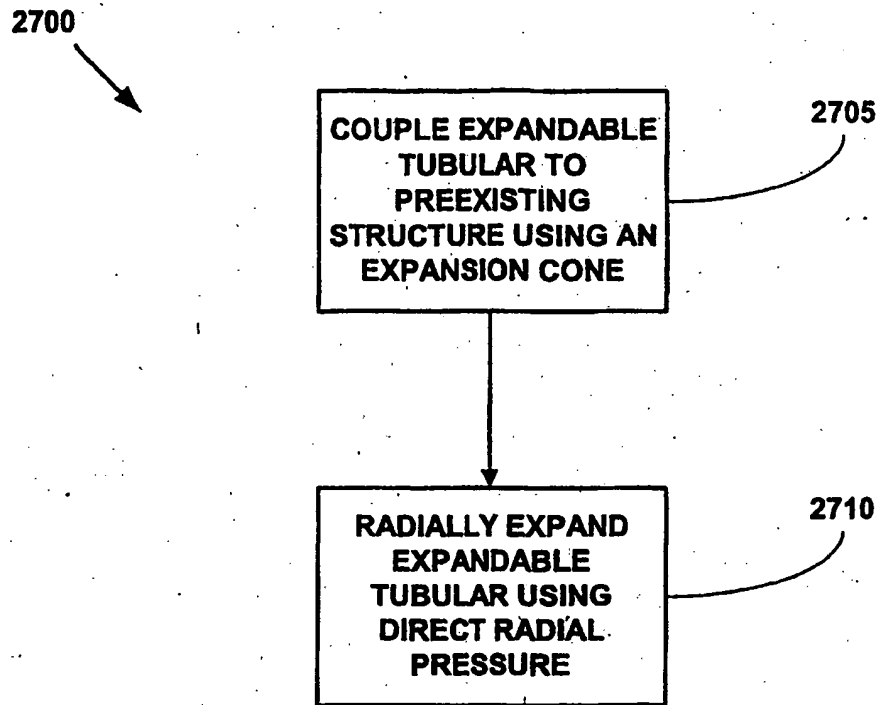 2700
COUPLE EXPANDABLE
TUBULAR TO
PREEXISTING
STRUCTURE USING AN
EXPANSION CONE
2705
RADIALLY EXPAND
EXPANDABLE
TUBULAR USING
DIRECT RADIAL
PRESSURE
2710